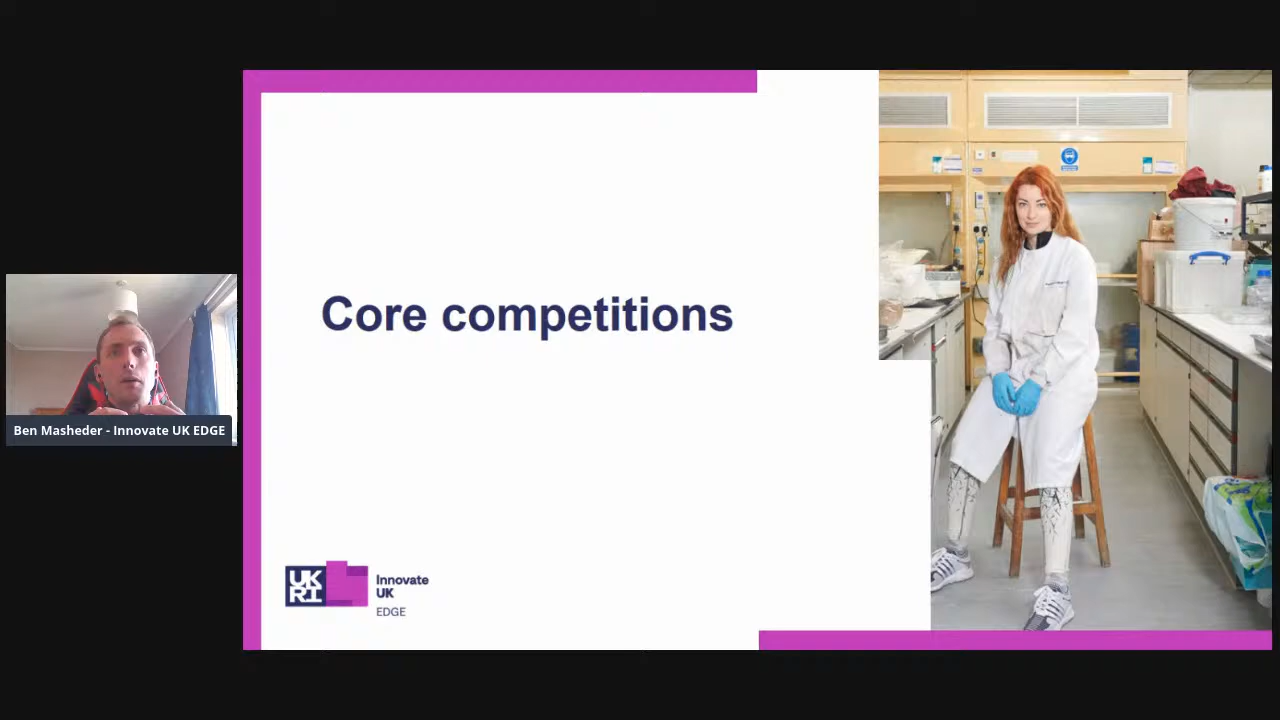 Core competitions
Ben Masheder - Innovate UK EDGE
UK
RI
Innovate
UK
EDGE